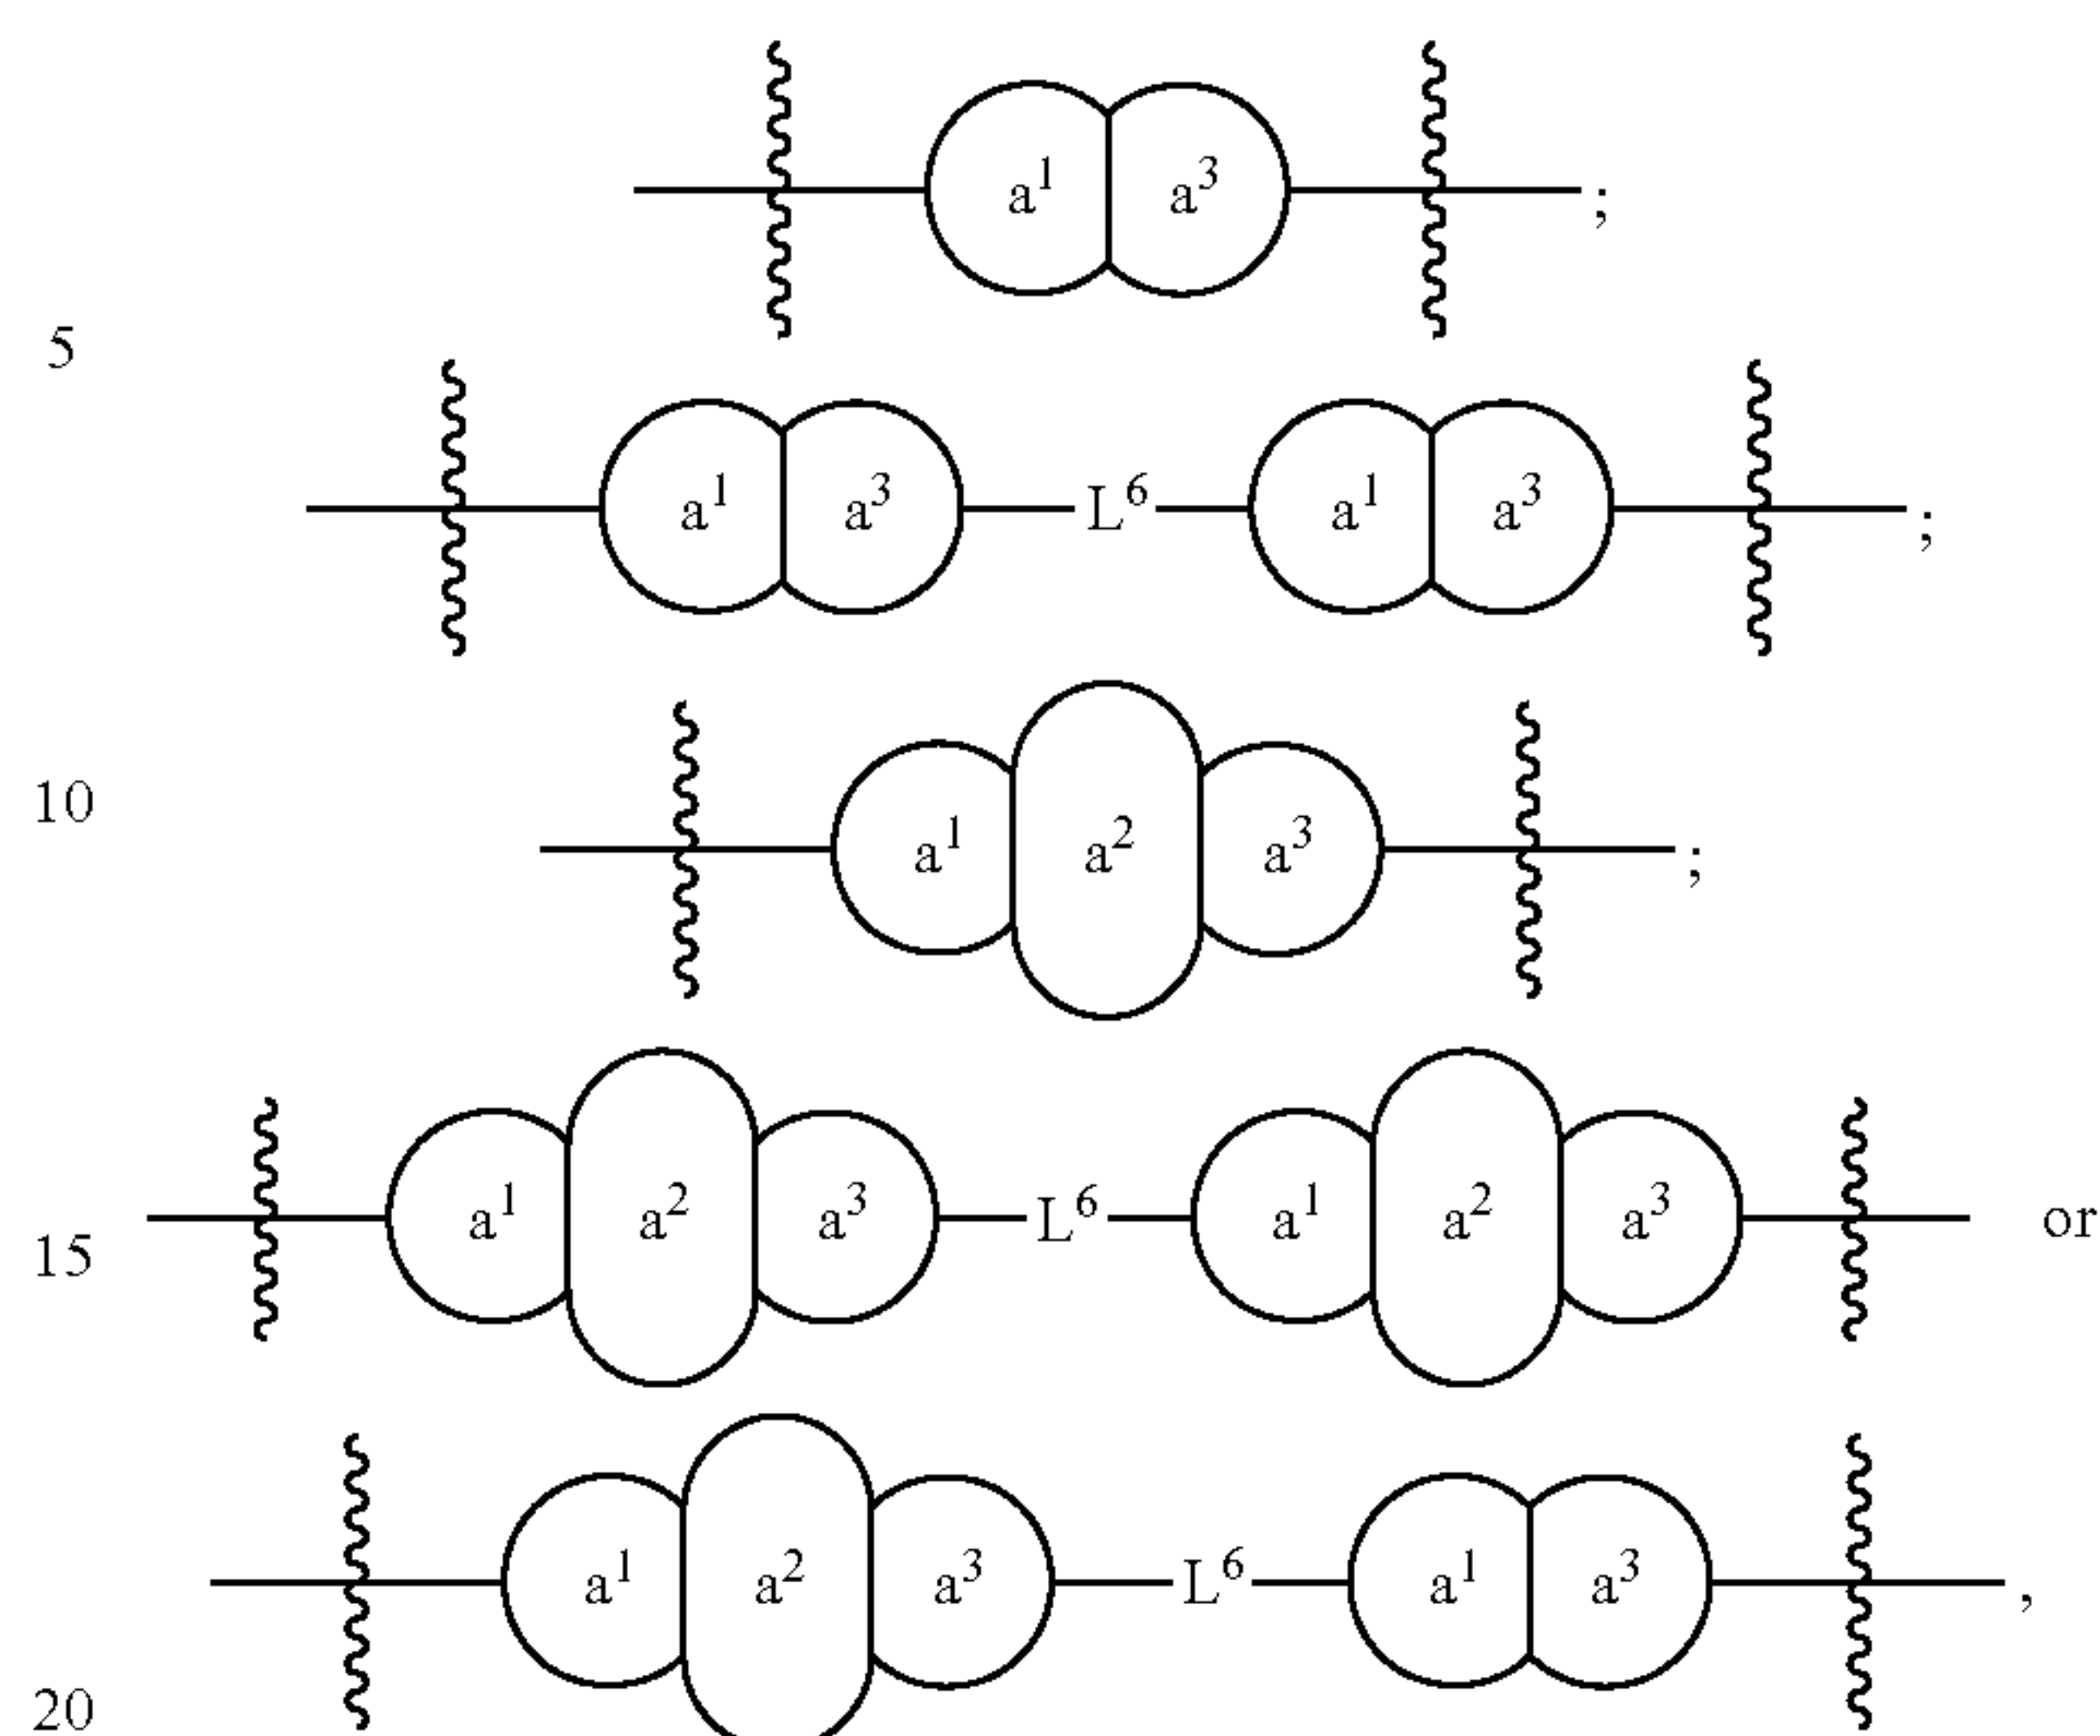 a¹ a³ ;
5
a¹ a³ L⁶ a¹ a³ ;
10
a¹ a² a³ ;
a¹ a² a³ L⁶ a¹ a² a³ or
15
a¹ a² a³ L⁶ a¹ a³ ,
20